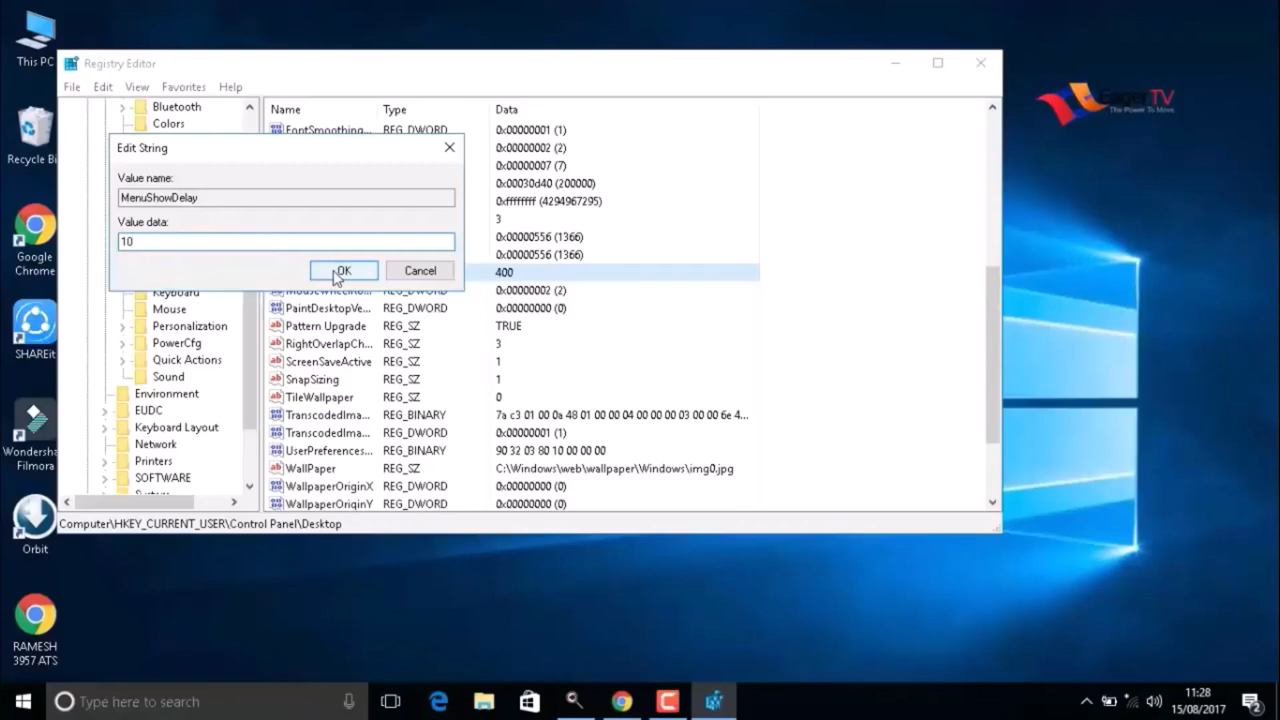 This PC
Recycle Bi
Google
Chrome
SHAREit
Wondersha
Filmora
Orbit
RAMESH
3957 ATS
Registry Editor
File Edit View Favorites Help
Bluetooth
Colors
Keyboard
Mouse
Personalization
PowerCfg
Quick Actions
Sound
Environment
EUDC
Keyboard Layout
Network
Printers
SOFTWARE
System
Name Type Data
FontSmoothing... REG_DWORD 0x00000001 (1)
0x00000002 (2)
0x00000007 (7)
0x00030d40 (200000)
0xffffffff (4294967295)
3
0x00000556 (1366)
0x00000556 (1366)
400
MouseWheelRo... REG_DWORD 0x00000002 (2)
PaintDesktopVe... REG_DWORD 0x00000000 (0)
Pattern Upgrade REG_SZ TRUE
RightOverlapCh... REG_SZ 3
ScreenSaveActive REG_SZ 1
SnapSizing REG_SZ 1
TileWallpaper REG_SZ 0
TranscodedIma... REG_BINARY 7a c3 01 00 0a 48 01 00 00 04 00 00 00 03 00 00 6e 4...
TranscodedIma... REG_DWORD 0x00000001 (1)
UserPreferences... REG_BINARY 90 32 03 80 10 00 00 00
WallPaper REG_SZ C:\Windows\web\wallpaper\Windows\img0.jpg
WallpaperOriginX REG_DWORD 0x00000000 (0)
WallpaperOriginY REG_DWORD 0x00000000 (0)
Computer\HKEY_CURRENT_USER\Control Panel\Desktop
Edit String
Value name:
MenuShowDelay
Value data:
10
OK Cancel
EagerTV
The Power To Move
Type here to search
11:28
15/08/2017
2